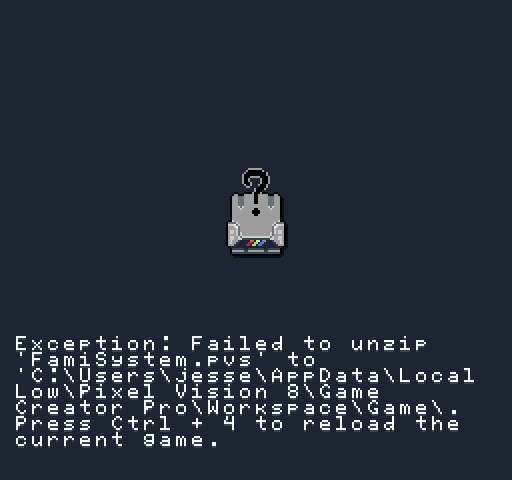 Exception: Failed to unzip
'FamiSystem.pvs' to
'C:\Users\jesse\AppData\Local
Low\Pixel Vision 8\Game
Creator Pro\Workspace\Game\.
Press Ctrl + 4 to reload the
current game.